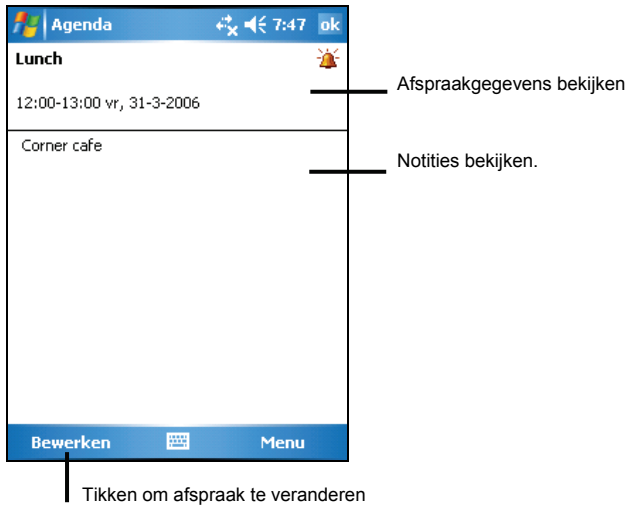 Agenda 7:47 ok
Lunch
12:00-13:00 vr, 31-3-2006
Afspraakgegevens bekijken
Corner cafe
Notities bekijken.
Bewerken Menu
Tikken om afspraak te veranderen